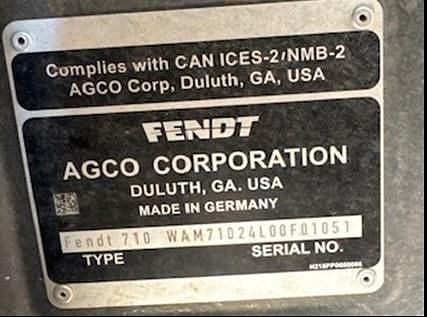 Complies with CAN ICES-2/NMB-2
AGCO Corp, Duluth, GA, USA
FENDT
AGCO CORPORATION
DULUTH, GA. USA
MADE IN GERMANY
Fendt 710 WAM71024L00F01051
TYPE SERIAL NO.